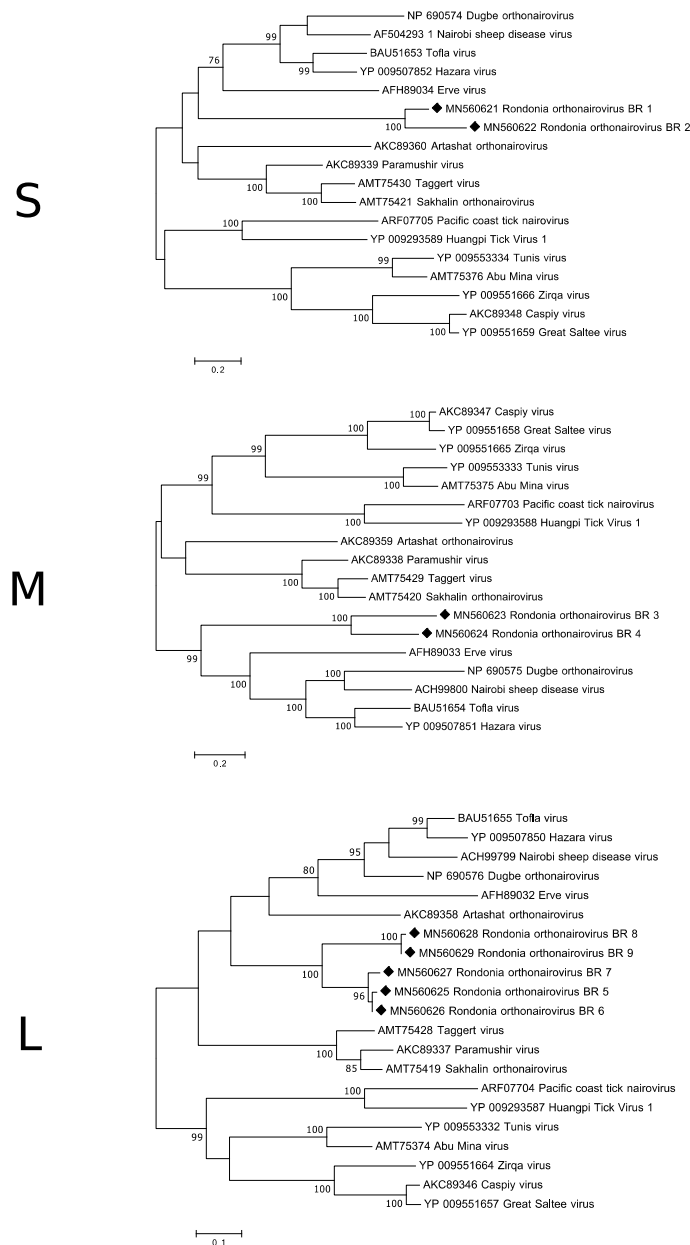 NP 690574 Dugbe orthonairovirus
99
AF504293 1 Nairobi sheep disease virus
76
BAU51653 Tofla virus
99
YP 009507852 Hazara virus
AFH89034 Erve virus
MN560621 Rondonia orthonairovirus BR 1
100
MN560622 Rondonia orthonairovirus BR 2
AKC89360 Artashat orthonairovirus
AKC89339 Paramushir virus
100
AMT75430 Taggert virus
S
100
AMT75421 Sakhalin orthonairovirus
ARF07705 Pacific coast tick nairovirus
100
YP 009293589 Huangpi Tick Virus 1
YP 009553334 Tunis virus
99
AMT75376 Abu Mina virus
100
YP 009551666 Zirqa virus
100
AKC89348 Caspiy virus
100
YP 009551659 Great Saltee virus
0.2
AKC89347 Caspiy virus
100
YP 009551658 Great Saltee virus
100
99
YP 009551665 Zirqa virus
YP 009553333 Tunis virus
99
100
AMT75375 Abu Mina virus
ARF07703 Pacific coast tick nairovirus
100
YP 009293588 Huangpi Tick Virus 1
AKC89359 Artashat orthonairovirus
AKC89338 Paramushir virus
100
AMT75429 Taggert virus
M
100
AMT75420 Sakhalin orthonairovirus
MN560623 Rondonia orthonairovirus BR 3
100
MN560624 Rondonia orthonairovirus BR 4
99
AFH89033 Erve virus
100
NP 690575 Dugbe orthonairovirus
100
ACH99800 Nairobi sheep disease virus
100
BAU51654 Tofla virus
100
YP 009507851 Hazara virus
0.2
BAU51655 Tofla virus
99
YP 009507850 Hazara virus
95
ACH99799 Nairobi sheep disease virus
80
NP 690576 Dugbe orthonairovirus
AFH89032 Erve virus
AKC89358 Artashat orthonairovirus
MN560628 Rondonia orthonairovirus BR 8
100
MN560629 Rondonia orthonairovirus BR 9
100
MN560627 Rondonia orthonairovirus BR 7
96
MN560625 Rondonia orthonairovirus BR 5
MN560626 Rondonia orthonairovirus BR 6
AMT75428 Taggert virus
L
100
AKC89337 Paramushir virus
85
AMT75419 Sakhalin orthonairovirus
ARF07704 Pacific coast tick nairovirus
100
YP 009293587 Huangpi Tick Virus 1
99
YP 009553332 Tunis virus
100
AMT75374 Abu Mina virus
YP 009551664 Zirqa virus
100
AKC89346 Caspiy virus
100
YP 009551657 Great Saltee virus
0.1